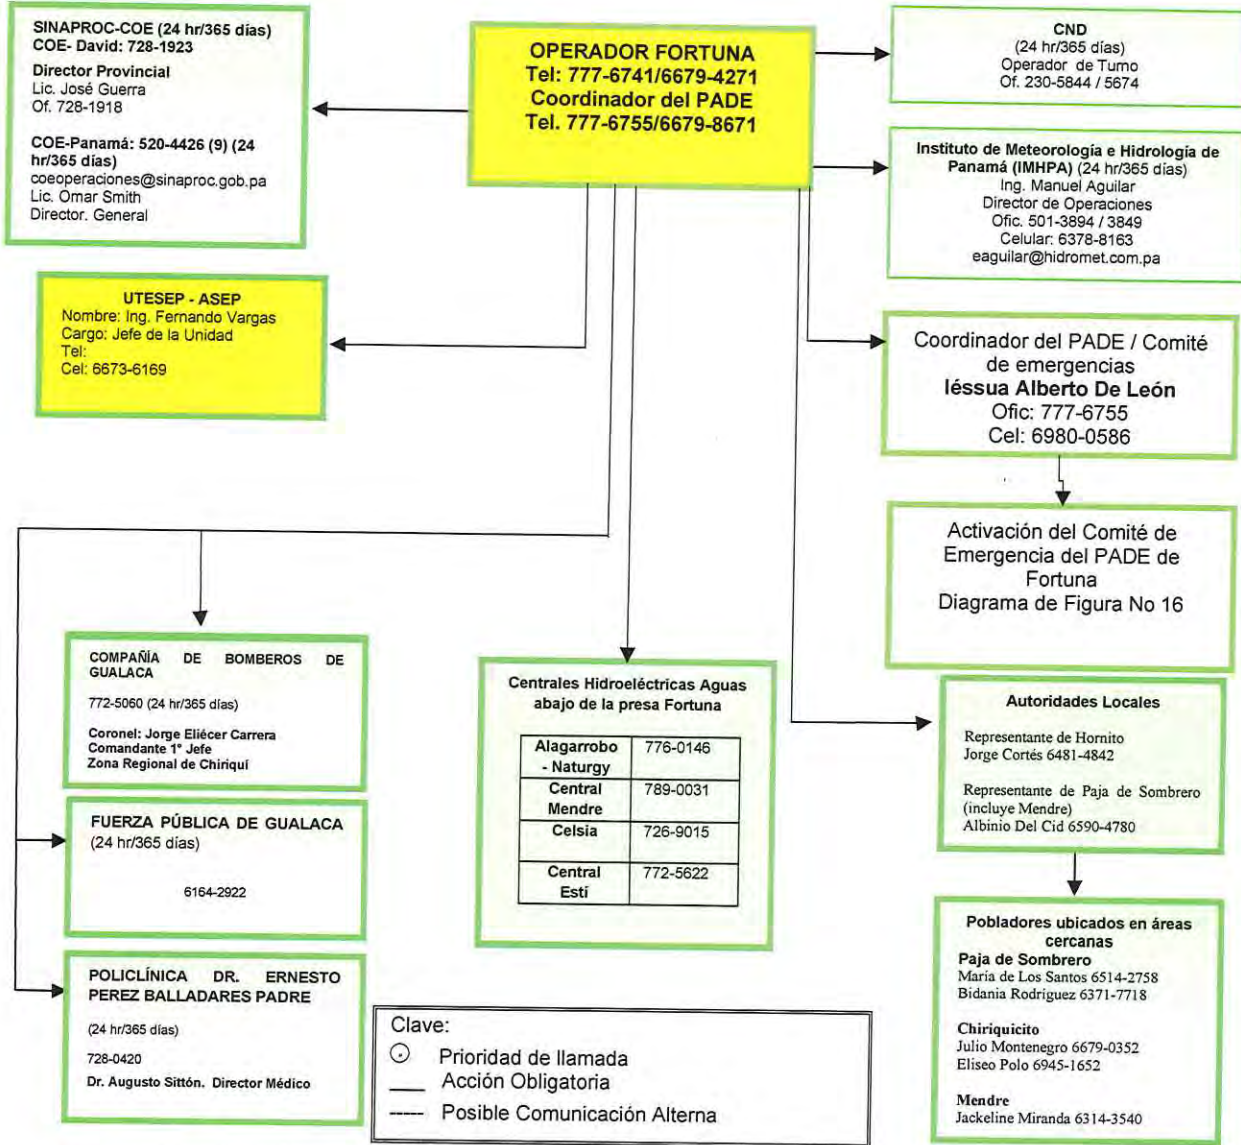 SINAPROC-COE (24 hr/365 días)
COE- David: 728-1923
Director Provincial
Lic. José Guerra
Of. 728-1918
COE-Panamá: 520-4426 (9) (24
hr/365 días)
coeoperaciones@sinaproc.gob.pa
Lic. Omar Smith
Director. General
OPERADOR FORTUNA
Tel: 777-6741/6679-4271
Coordinador del PADE
Tel. 777-6755/6679-8671
CND
(24 hr/365 días)
Operador de Turno
Of. 230-5844 / 5674
Instituto de Meteorología e Hidrología de
Panamá (IMHPA) (24 hr/365 días)
Ing. Manuel Aguilar
Director de Operaciones
Ofic. 501-3894 / 3849
Celular: 6378-8163
eaguilar@hidromet.com.pa
UTESEP - ASEP
Nombre: Ing. Fernando Vargas
Cargo: Jefe de la Unidad
Tel:
Cel: 6673-6169
Coordinador del PADE / Comité
de emergencias
Iéssua Alberto De León
Ofic: 777-6755
Cel: 6980-0586
Activación del Comité de
Emergencia del PADE de
Fortuna
Diagrama de Figura No 16
COMPAÑÍA DE BOMBEROS DE
GUALACA
772-5060 (24 hr/365 días)
Coronel: Jorge Eliécer Carrera
Comandante 1° Jefe
Zona Regional de Chiriquí
FUERZA PÚBLICA DE GUALACA
(24 hr/365 días)
6164-2922
POLICLÍNICA DR. ERNESTO
PEREZ BALLADARES PADRE
(24 hr/365 días)
728-0420
Dr. Augusto Sittón. Director Médico
Centrales Hidroeléctricas Aguas
abajo de la presa Fortuna
Alagarrobo 776-0146
- Naturgy
Central 789-0031
Mendre
Celsia 726-9015
Central 772-5622
Estí
Autoridades Locales
Representante de Hornito
Jorge Cortés 6481-4842
Representante de Paja de Sombrero
(incluye Mendre)
Albinio Del Cid 6590-4780
Pobladores ubicados en áreas
cercanas
Paja de Sombrero
Maria de Los Santos 6514-2758
Bidania Rodriguez 6371-7718
Chiriquicito
Julio Montenegro 6679-0352
Eliseo Polo 6945-1652
Mendre
Jackeline Miranda 6314-3540
Clave:
Prioridad de llamada
Acción Obligatoria
Posible Comunicación Alterna